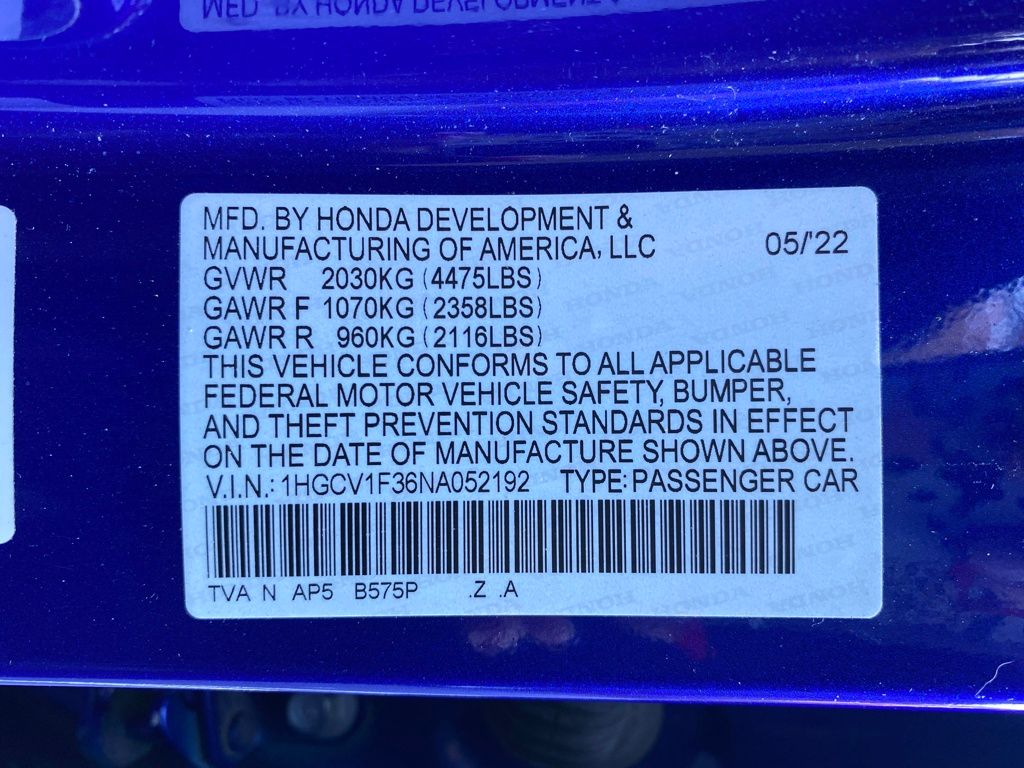 MFD. BY HONDA DEVELOPMENT &
MANUFACTURING OF AMERICA, LLC 05/'22
GVWR 2030KG (4475LBS)
GAWR F 1070KG (2358LBS)
GAWR R 960KG (2116LBS)
THIS VEHICLE CONFORMS TO ALL APPLICABLE
FEDERAL MOTOR VEHICLE SAFETY, BUMPER,
AND THEFT PREVENTION STANDARDS IN EFFECT
ON THE DATE OF MANUFACTURE SHOWN ABOVE.
V.I.N.: 1HGCV1F36NA052192 TYPE: PASSENGER CAR
TVA N AP5 B575P .Z .A